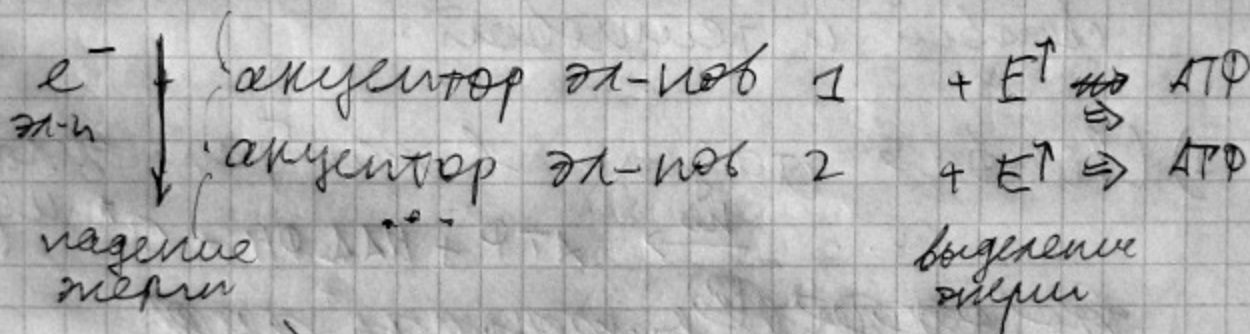 e⁻ акцептор эл-нов 1 + E↑ ⇒ АТФ
эл-н
акцептор эл-нов 2 + E↑ ⇒ АТФ
...
падение выделение
энергии энергии